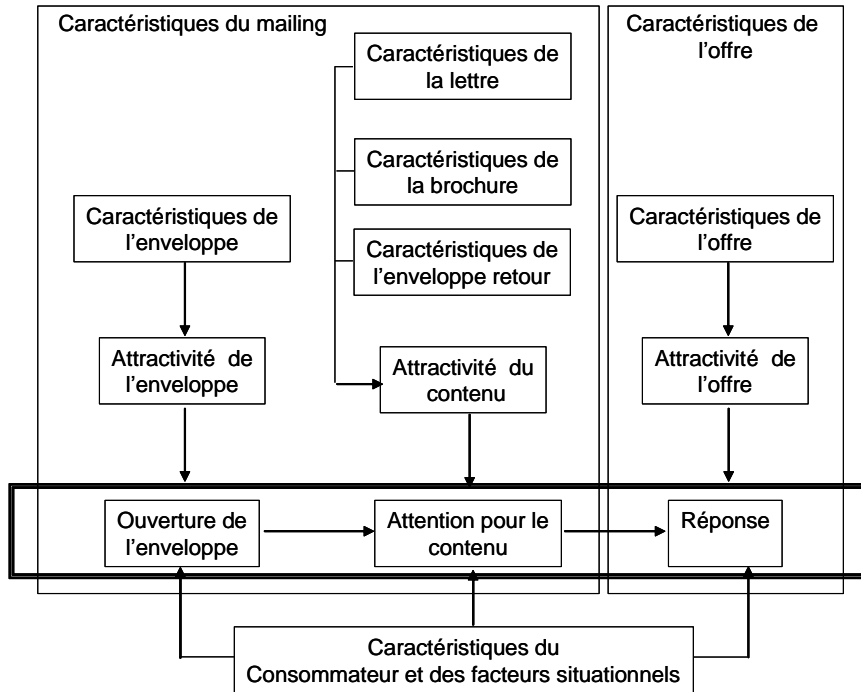 Caractéristiques du mailing
Caractéristiques de
l'offre
Caractéristiques de
la lettre
Caractéristiques de
la brochure
Caractéristiques de
l'enveloppe
Caractéristiques de
l'enveloppe retour
Caractéristiques de
l'offre
Attractivité de
l'enveloppe
Attractivité du
contenu
Attractivité de
l'offre
Ouverture de
l'enveloppe
Attention pour le
contenu
Réponse
Caractéristiques du
Consommateur et des facteurs situationnels